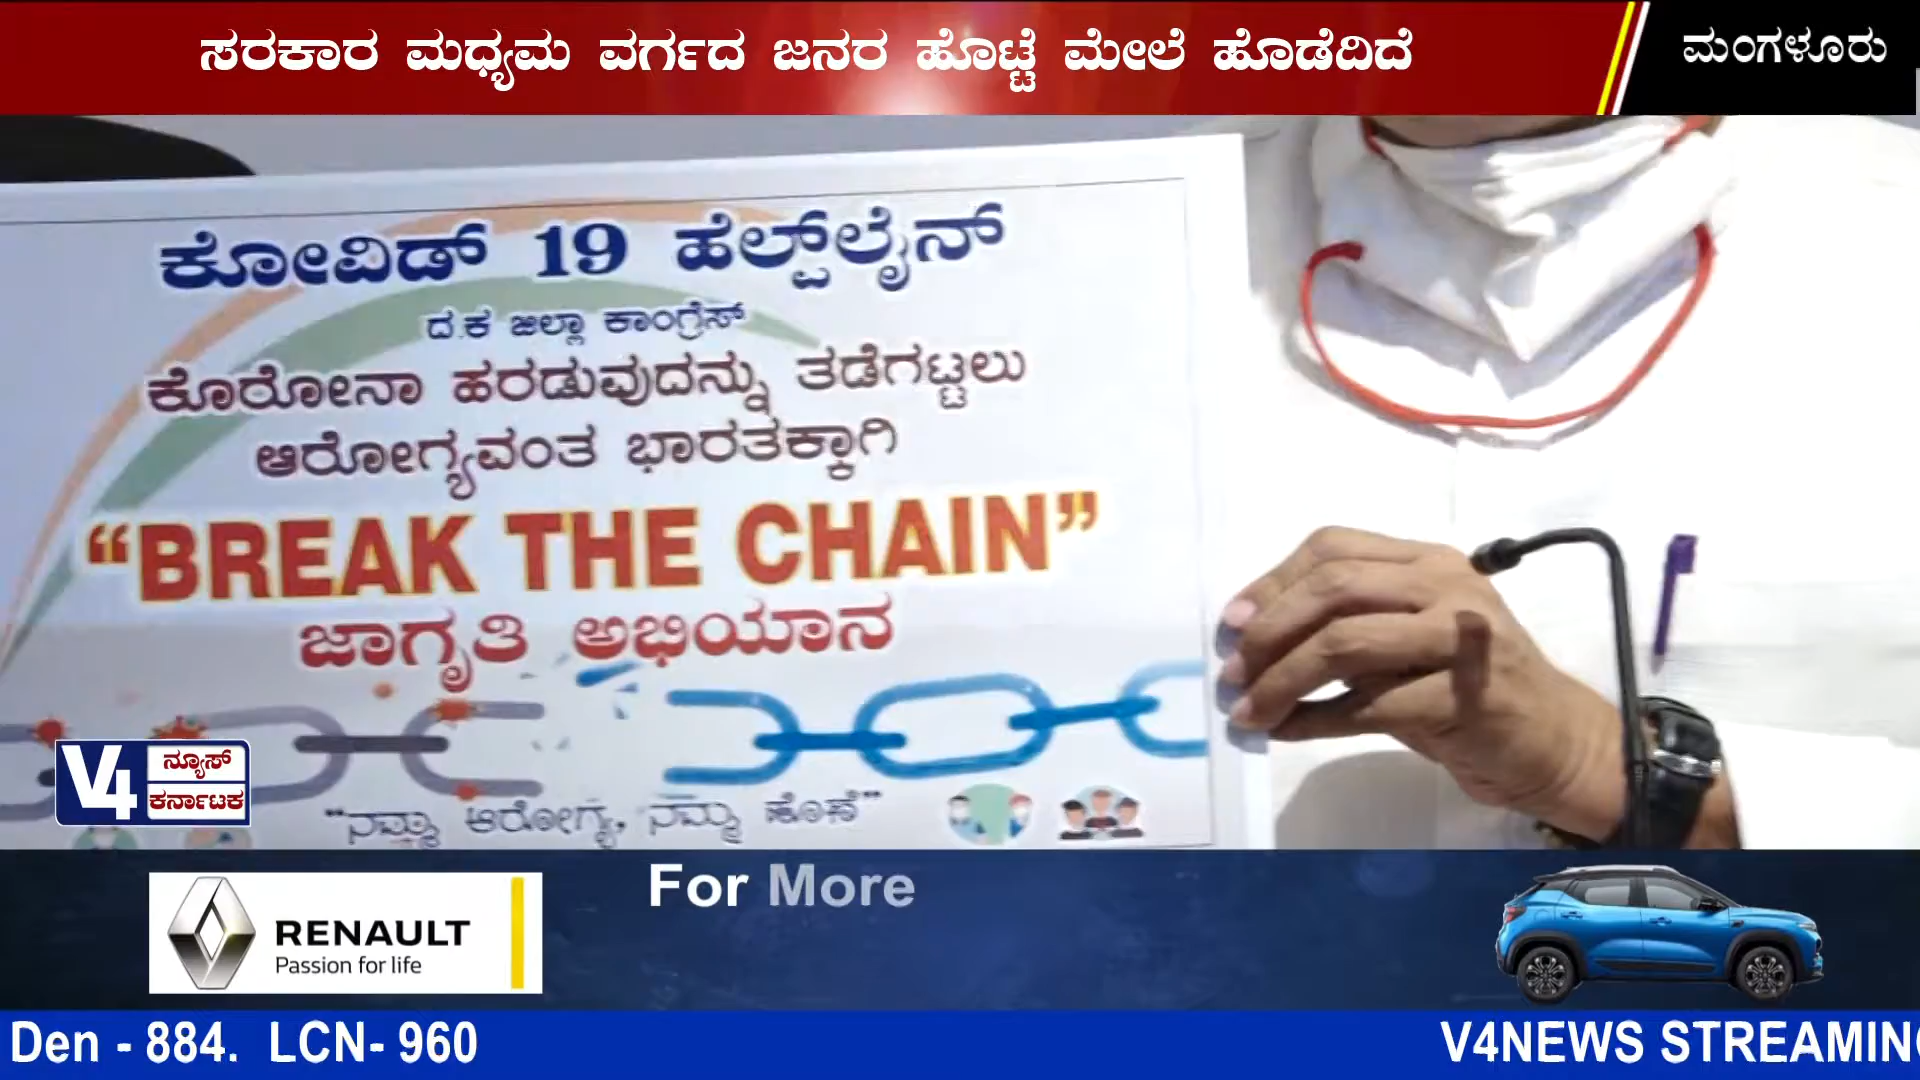 ಸರಕಾರ ಮಧ್ಯಮ ವರ್ಗದ ಜನರ ಹೊಟ್ಟೆ ಮೇಲೆ ಹೊಡೆದಿದೆ
ಮಂಗಳೂರು
ಕೋವಿಡ್ 19 ಹೆಲ್ಪ್‌ಲೈನ್
ದ.ಕ ಜಿಲ್ಲಾ ಕಾಂಗ್ರೆಸ್
ಕೊರೋನಾ ಹರಡುವುದನ್ನು ತಡೆಗಟ್ಟಲು
ಆರೋಗ್ಯವಂತ ಭಾರತಕ್ಕಾಗಿ
“BREAK THE CHAIN”
ಜಾಗೃತಿ ಅಭಿಯಾನ
"ನಮ್ಮಾ ಆರೋಗ್ಯ, ನಮ್ಮ ಹೊಣೆ"
V4 ನ್ಯೂಸ್
ಕರ್ನಾಟಕ
For More
RENAULT
Passion for life
Den - 884. LCN- 960
V4NEWS STREAMING